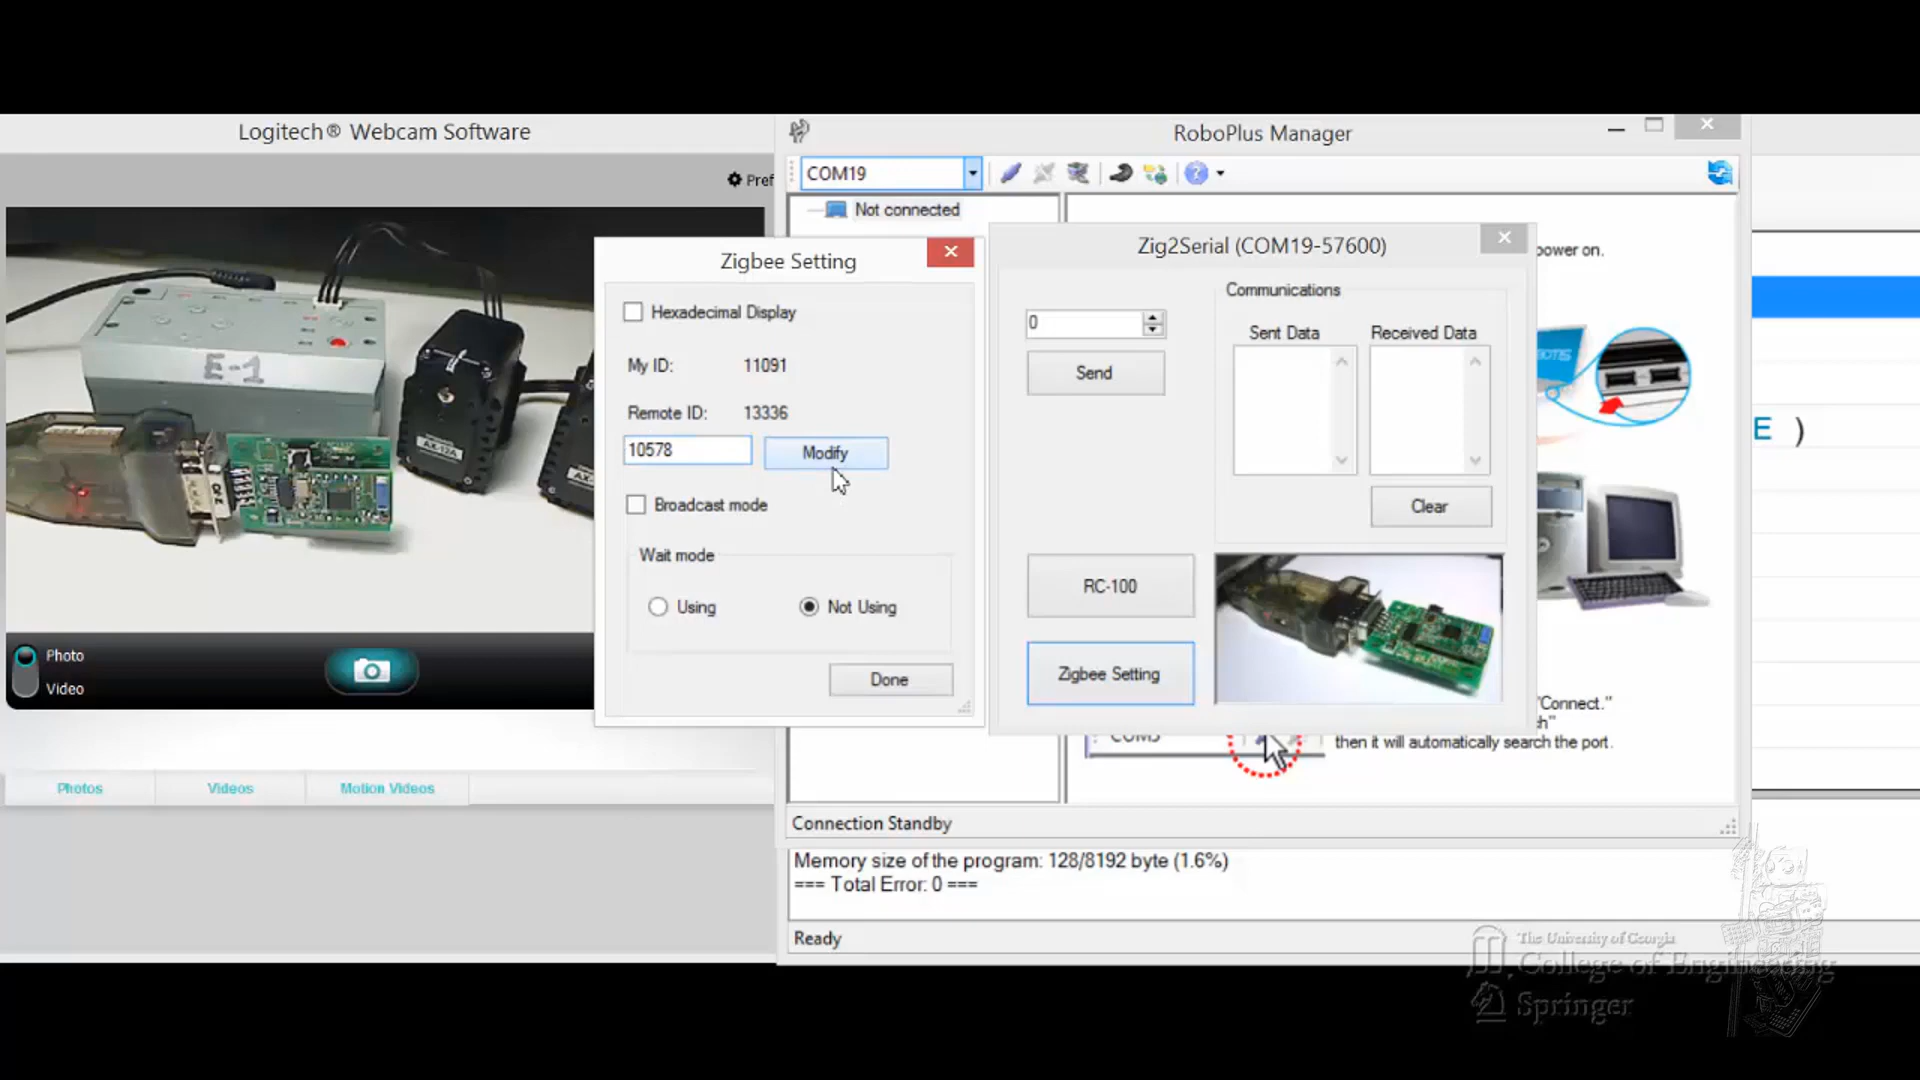 Logitech® Webcam Software
Pref
E-1
AX-12A
Photo
Video
Photos
Videos
Motion Videos
RoboPlus Manager
COM19
Not connected
power on.
Zigbee Setting
Hexadecimal Display
My ID: 11091
Remote ID: 13336
10578
Modify
Broadcast mode
Wait mode
Using
Not Using
Done
Zig2Serial (COM19-57600)
0
Send
Communications
Sent Data
Received Data
Clear
RC-100
Zigbee Setting
E )
"Connect."
then it will automatically search the port.
Connection Standby
Memory size of the program: 128/8192 byte (1.6%)
=== Total Error: 0 ===
Ready
The University of Georgia
College of Engineering
Springer